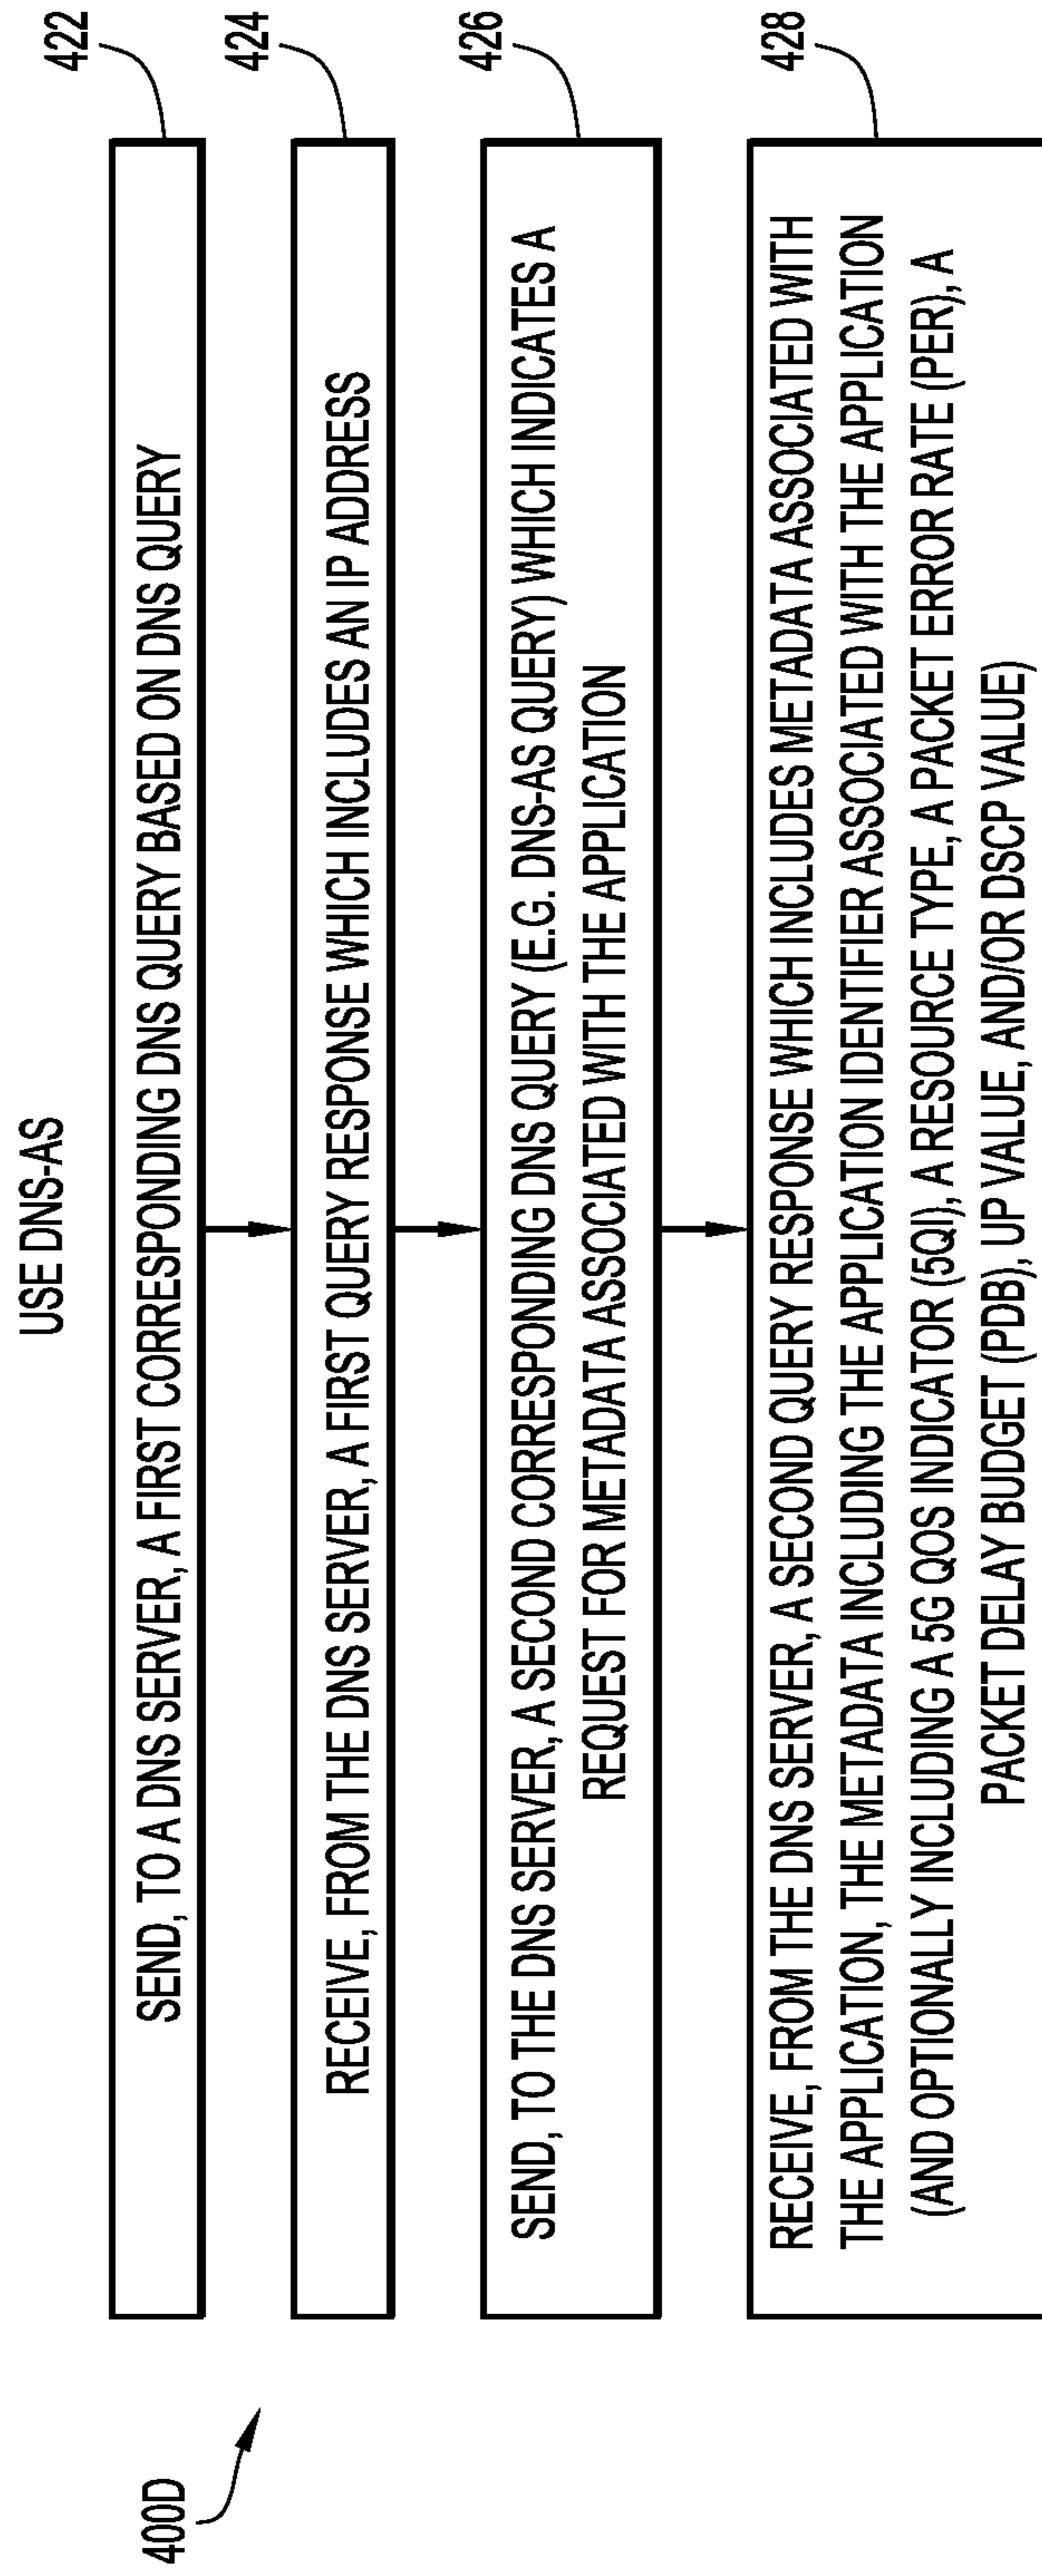 400D
USE DNS-AS
422
SEND, TO A DNS SERVER, A FIRST CORRESPONDING DNS QUERY BASED ON DNS QUERY
424
RECEIVE, FROM THE DNS SERVER, A FIRST QUERY RESPONSE WHICH INCLUDES AN IP ADDRESS
426
SEND, TO THE DNS SERVER, A SECOND CORRESPONDING DNS QUERY (E.G. DNS-AS QUERY) WHICH INDICATES A
REQUEST FOR METADATA ASSOCIATED WITH THE APPLICATION
428
RECEIVE, FROM THE DNS SERVER, A SECOND QUERY RESPONSE WHICH INCLUDES METADATA ASSOCIATED WITH
THE APPLICATION, THE METADATA INCLUDING THE APPLICATION IDENTIFIER ASSOCIATED WITH THE APPLICATION
(AND OPTIONALLY INCLUDING A 5G QOS INDICATOR (5QI), A RESOURCE TYPE, A PACKET ERROR RATE (PER), A
PACKET DELAY BUDGET (PDB), UP VALUE, AND/OR DSCP VALUE)